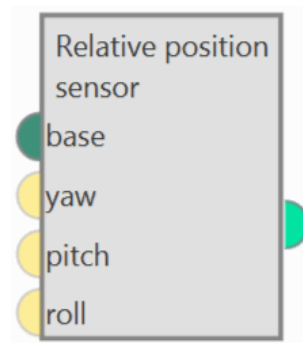 Relative position
sensor
base
yaw
pitch
roll